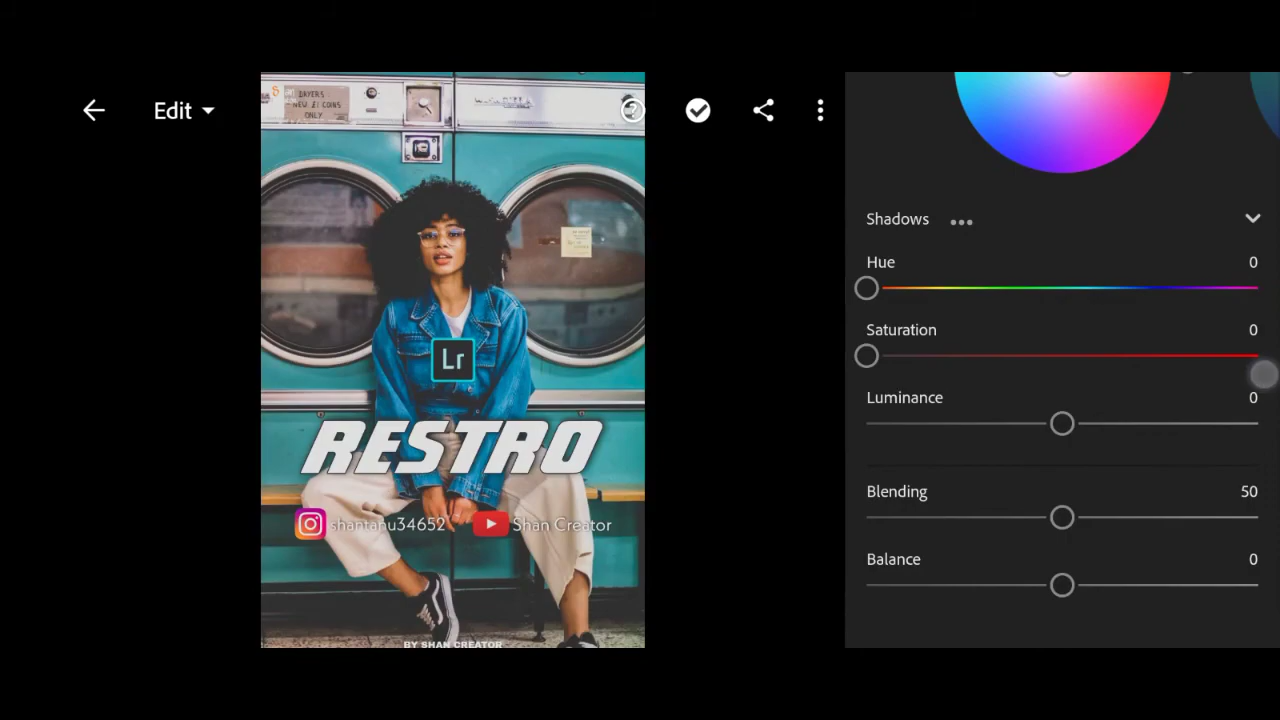 Edit
DRYERS
NEW £1 COINS
ONLY
Lr
RESTRO
shantanu34652
Shan Creator
BY SHAN CREATOR
Shadows
Hue 0
Saturation 0
Luminance 0
Blending 50
Balance 0